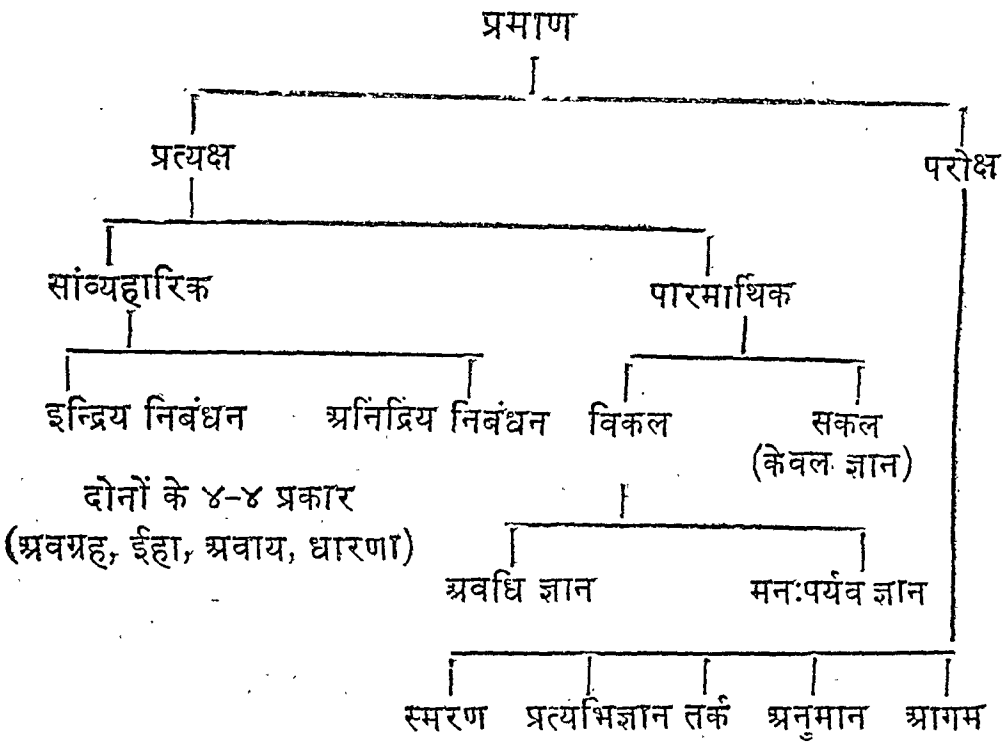 प्रमाण
प्रत्यक्ष परोक्ष
सांव्यहारिक पारमार्थिक
इन्द्रिय निबंधन अनिंद्रिय निबंधन विकल सकल
(केवल ज्ञान)
दोनों के ४-४ प्रकार
(अवग्रह, ईहा, अवाय, धारणा)
अवधि ज्ञान मनःपर्यव ज्ञान
स्मरण प्रत्यभिज्ञान तर्क अनुमान आगम